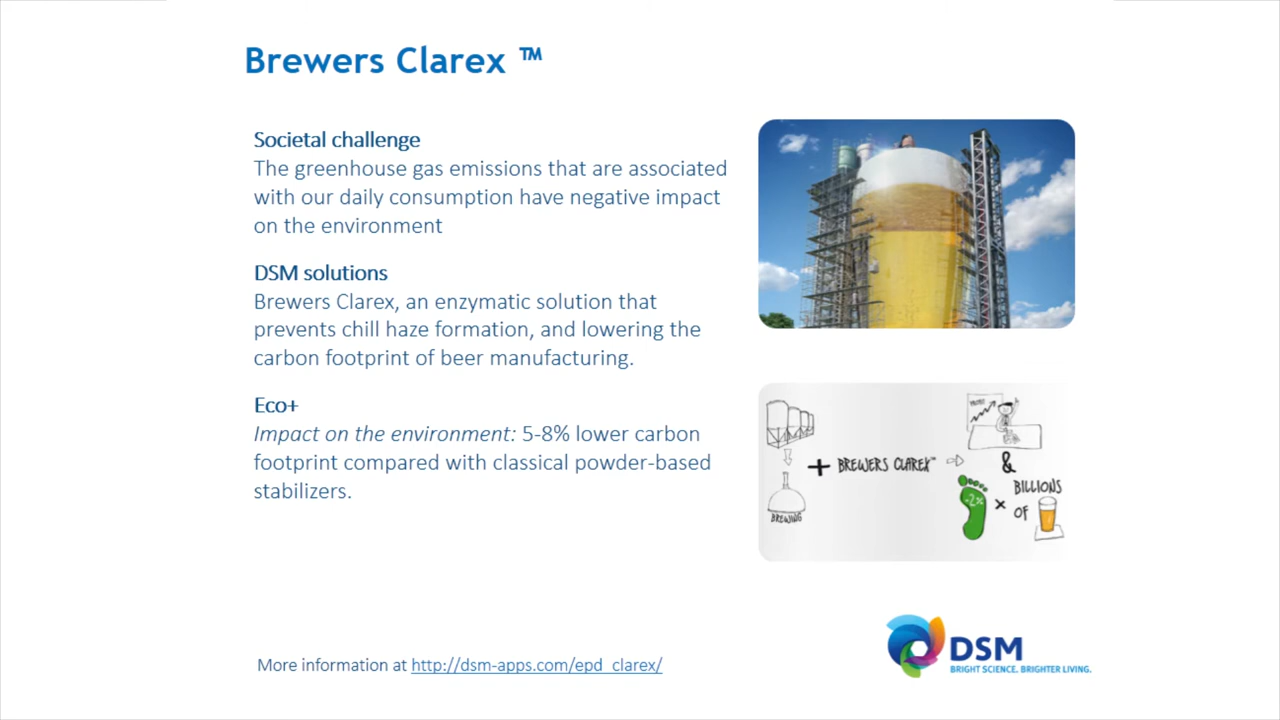 Brewers Clarex ™
Societal challenge
The greenhouse gas emissions that are associated
with our daily consumption have negative impact
on the environment
DSM solutions
Brewers Clarex, an enzymatic solution that
prevents chill haze formation, and lowering the
carbon footprint of beer manufacturing.
Eco+
Impact on the environment: 5-8% lower carbon
footprint compared with classical powder-based
stabilizers.
+ BREWERS CLAREX™
BREWING
&
BILLIONS
x
OF
More information at http://dsm-apps.com/epd_clarex/
DSM
BRIGHT SCIENCE. BRIGHTER LIVING.